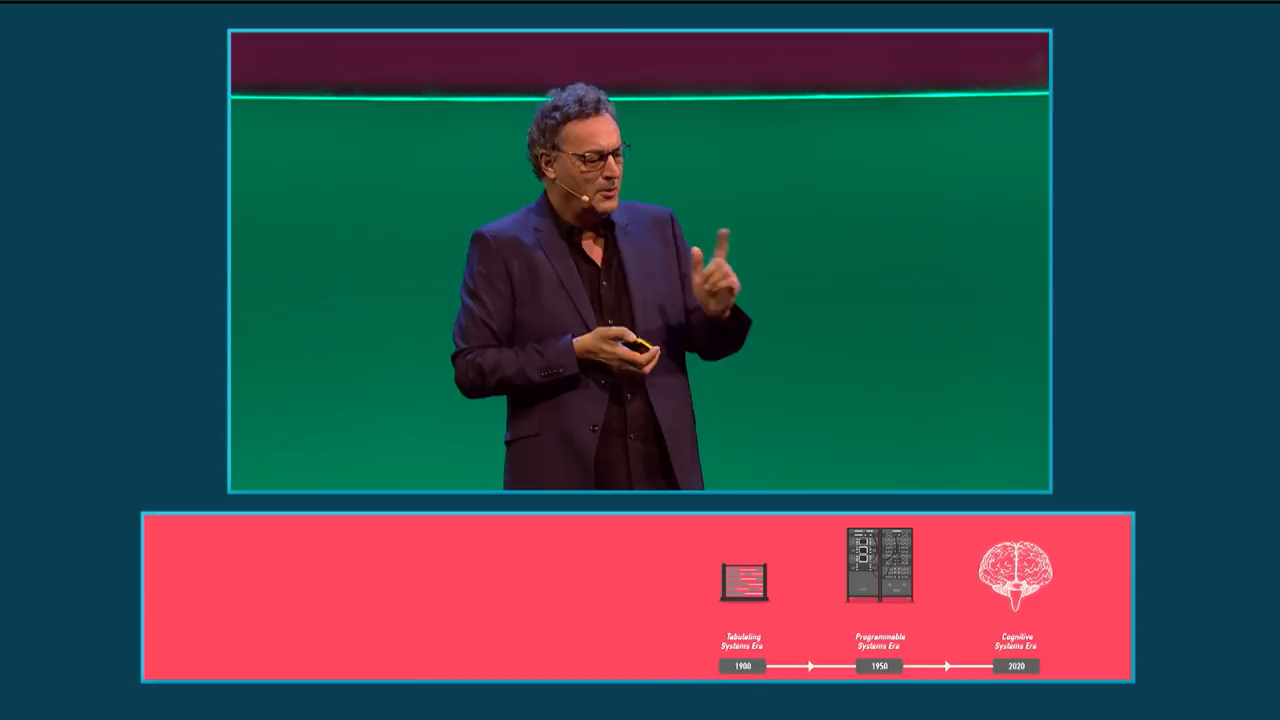 Tabulating
Systems Era
1900
Programmable
Systems Era
1950
Cognitive
Systems Era
2020